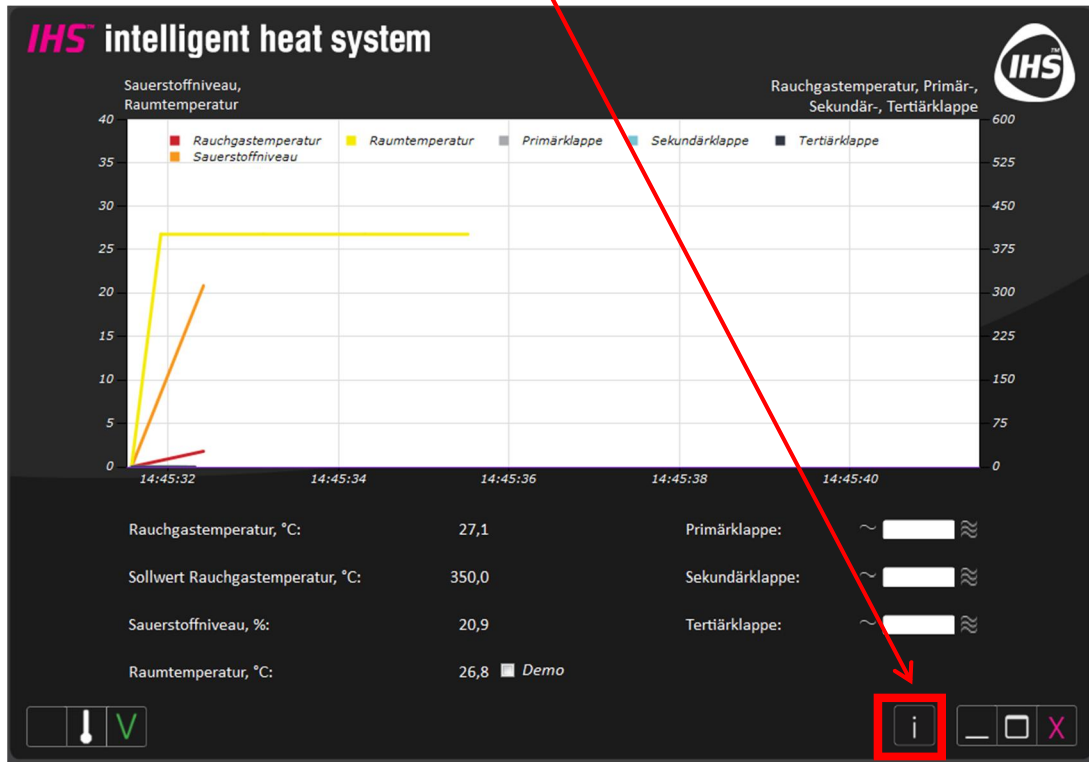 IHS™ intelligent heat system
IHS™
Sauerstoffniveau,
Raumtemperatur
Rauchgastemperatur, Primär-,
Sekundär-, Tertiärklappe
Rauchgastemperatur Raumtemperatur Primärklappe Sekundärklappe Tertiärklappe
Sauerstoffniveau
40 600
35 525
30 450
25 375
20 300
15 225
10 150
5 75
0 0
14:45:32 14:45:34 14:45:36 14:45:38 14:45:40
Rauchgastemperatur, °C: 27,1 Primärklappe:
Sollwert Rauchgastemperatur, °C: 350,0 Sekundärklappe:
Sauerstoffniveau, %: 20,9 Tertiärklappe:
Raumtemperatur, °C: 26,8 Demo
V i X